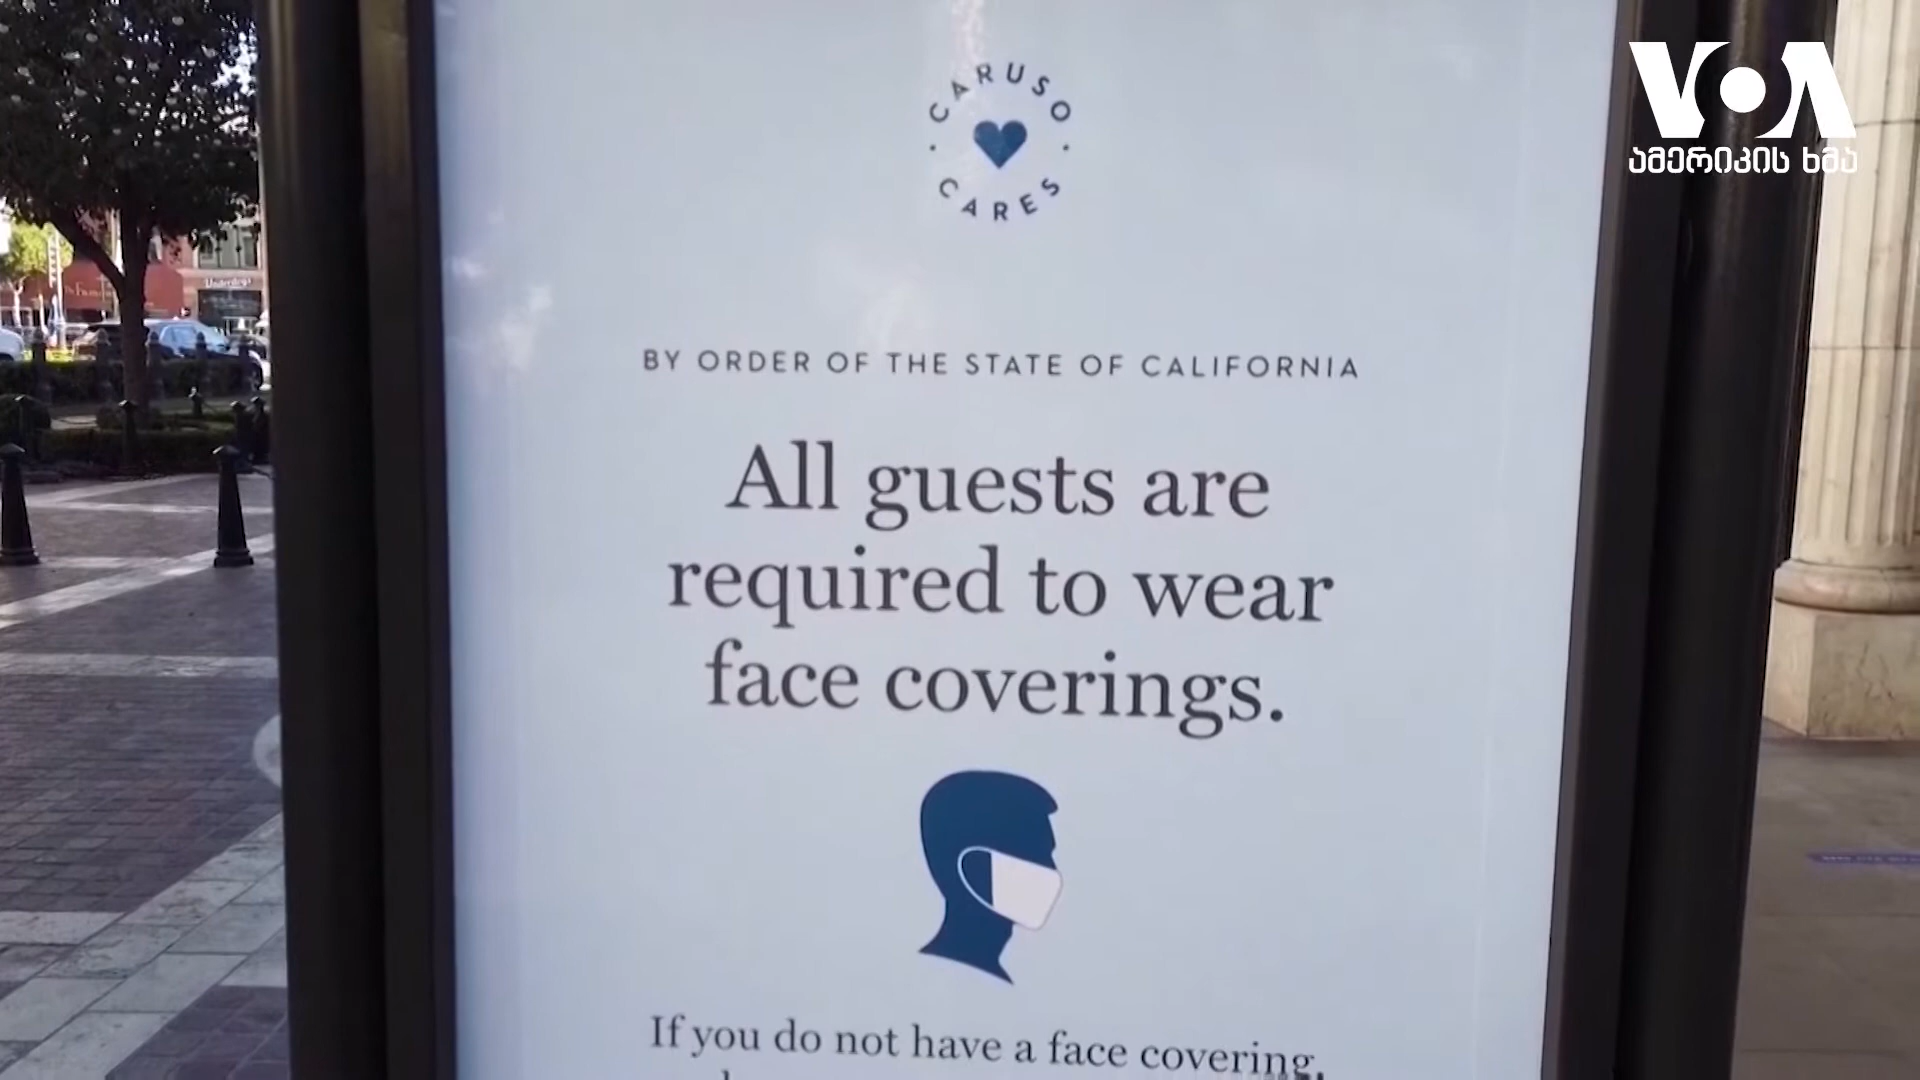 VOA
ამერიკის ხმა
CARUSO
CARES
BY ORDER OF THE STATE OF CALIFORNIA
All guests are
required to wear
face coverings.
If you do not have a face covering,